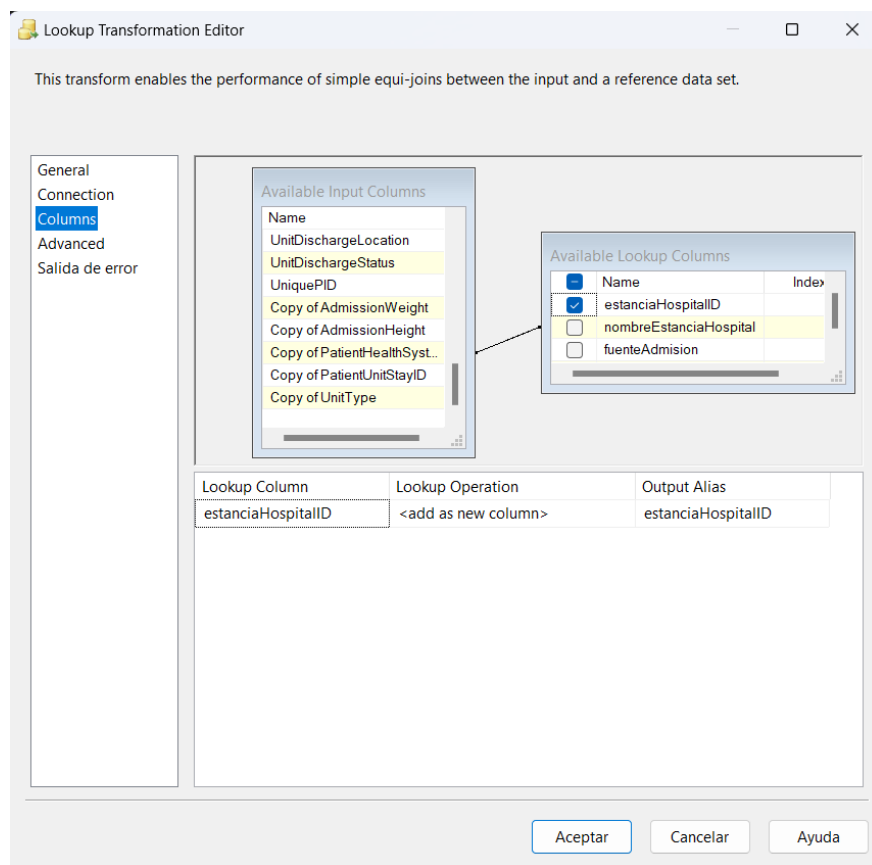 Lookup Transformation Editor
This transform enables the performance of simple equi-joins between the input and a reference data set.
General
Connection
Columns
Advanced
Salida de error
Available Input Columns
Name
UnitDischargeLocation
UnitDischargeStatus
UniquePID
Copy of AdmissionWeight
Copy of AdmissionHeight
Copy of PatientHealthSyst...
Copy of PatientUnitStayID
Copy of UnitType
Available Lookup Columns
Name Index
estanciaHospitalID
nombreEstanciaHospital
fuenteAdmision
Lookup Column Lookup Operation Output Alias
estanciaHospitalID <add as new column> estanciaHospitalID
Aceptar Cancelar Ayuda